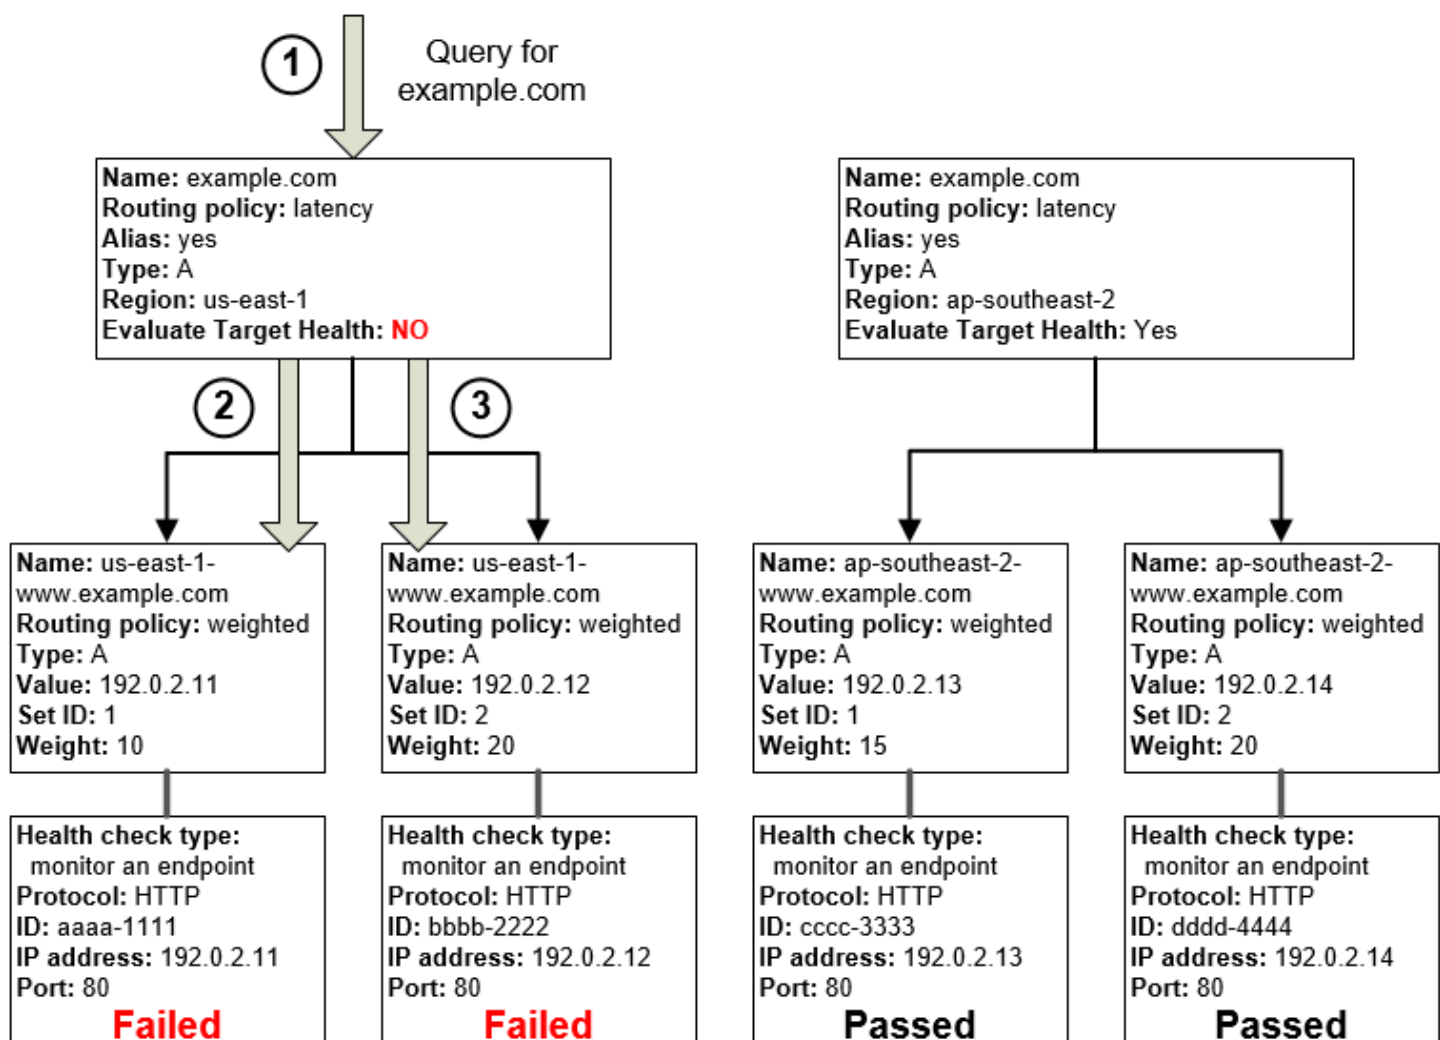 1
Query for
example.com
Name: example.com
Routing policy: latency
Alias: yes
Type: A
Region: us-east-1
Evaluate Target Health: NO
Name: example.com
Routing policy: latency
Alias: yes
Type: A
Region: ap-southeast-2
Evaluate Target Health: Yes
2
3
Name: us-east-1-
www.example.com
Routing policy: weighted
Type: A
Value: 192.0.2.11
Set ID: 1
Weight: 10
Name: us-east-1-
www.example.com
Routing policy: weighted
Type: A
Value: 192.0.2.12
Set ID: 2
Weight: 20
Name: ap-southeast-2-
www.example.com
Routing policy: weighted
Type: A
Value: 192.0.2.13
Set ID: 1
Weight: 15
Name: ap-southeast-2-
www.example.com
Routing policy: weighted
Type: A
Value: 192.0.2.14
Set ID: 2
Weight: 20
Health check type:
monitor an endpoint
Protocol: HTTP
ID: aaaa-1111
IP address: 192.0.2.11
Port: 80
Failed
Health check type:
monitor an endpoint
Protocol: HTTP
ID: bbbb-2222
IP address: 192.0.2.12
Port: 80
Failed
Health check type:
monitor an endpoint
Protocol: HTTP
ID: cccc-3333
IP address: 192.0.2.13
Port: 80
Passed
Health check type:
monitor an endpoint
Protocol: HTTP
ID: dddd-4444
IP address: 192.0.2.14
Port: 80
Passed